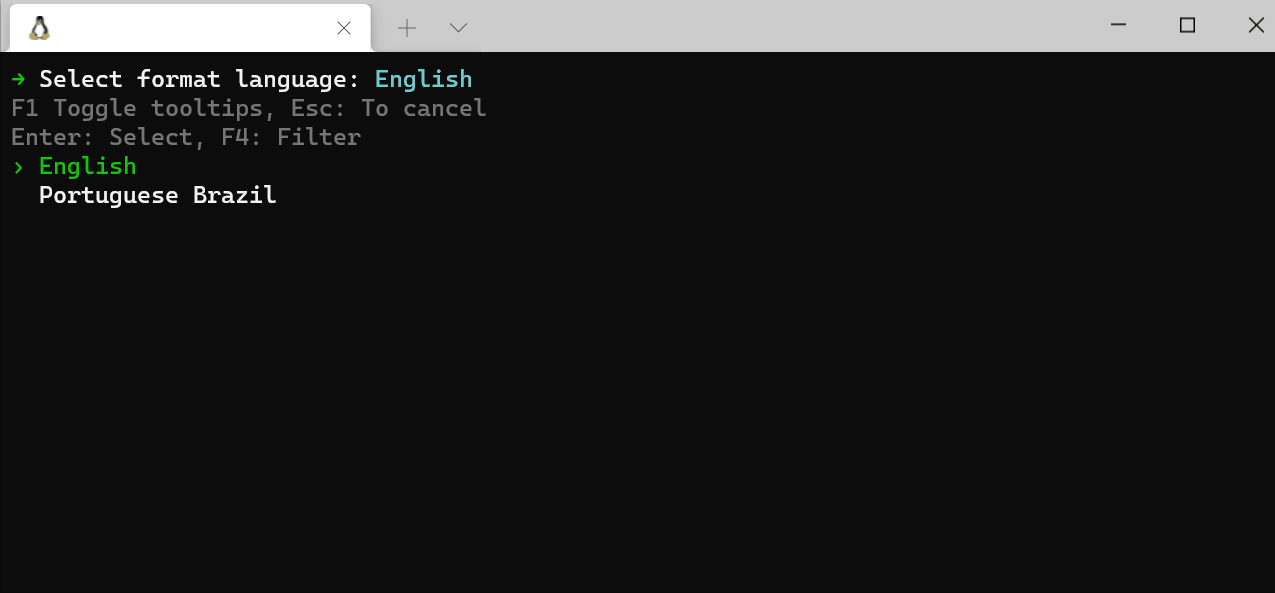 → Select format language: English
F1 Toggle tooltips, Esc: To cancel
Enter: Select, F4: Filter
› English
Portuguese Brazil